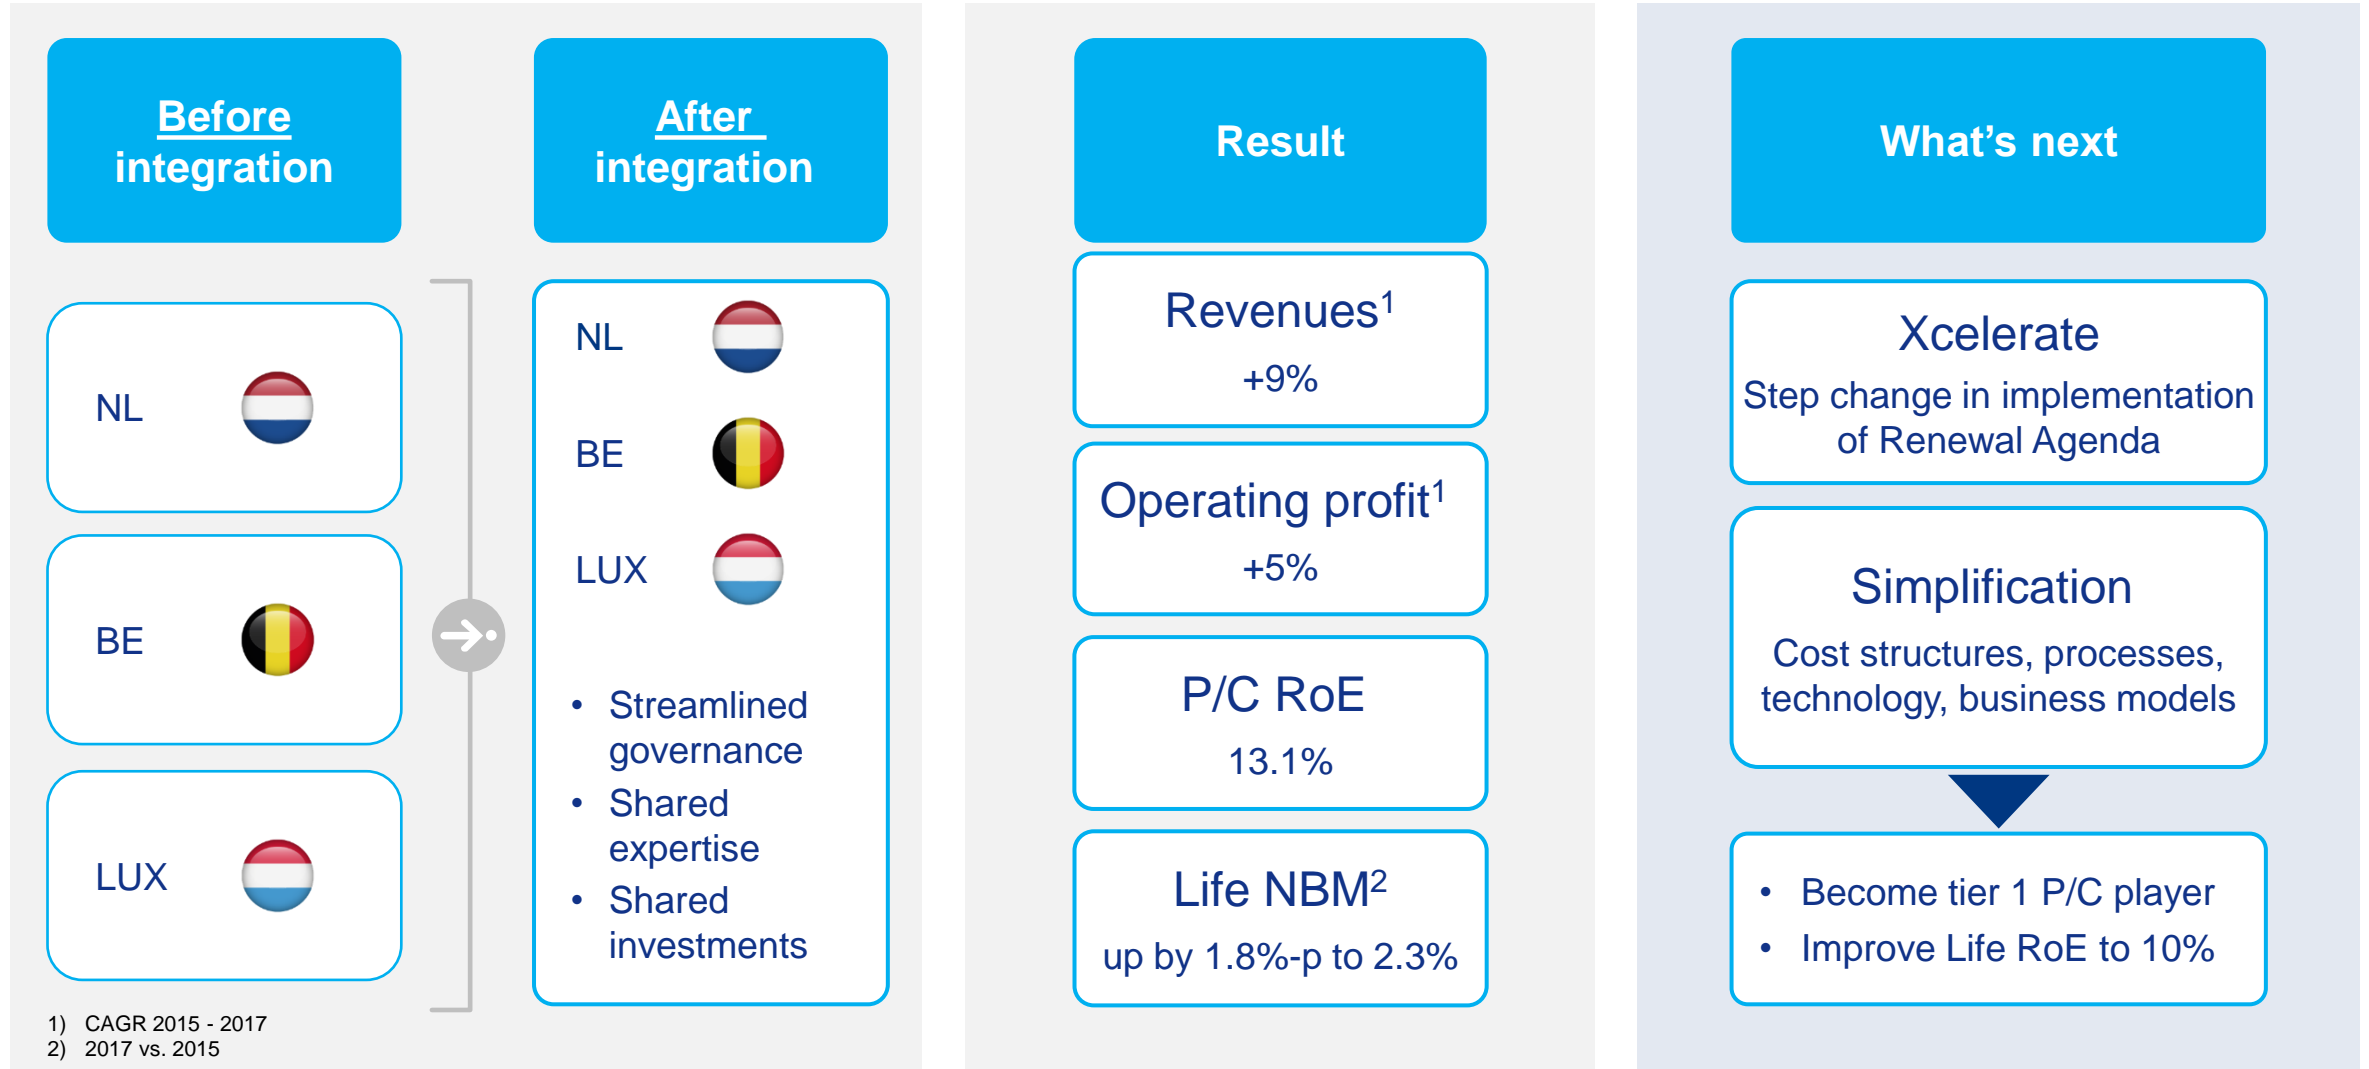 Before
integration
NL
BE
LUX
After
integration
NL
BE
LUX
• Streamlined
governance
• Shared
expertise
• Shared
investments
1) CAGR 2015 - 2017
2) 2017 vs. 2015
Result
Revenues¹
+9%
Operating profit¹
+5%
P/C RoE
13.1%
Life NBM²
up by 1.8%-p to 2.3%
What’s next
Xcelerate
Step change in implementation
of Renewal Agenda
Simplification
Cost structures, processes,
technology, business models
• Become tier 1 P/C player
• Improve Life RoE to 10%